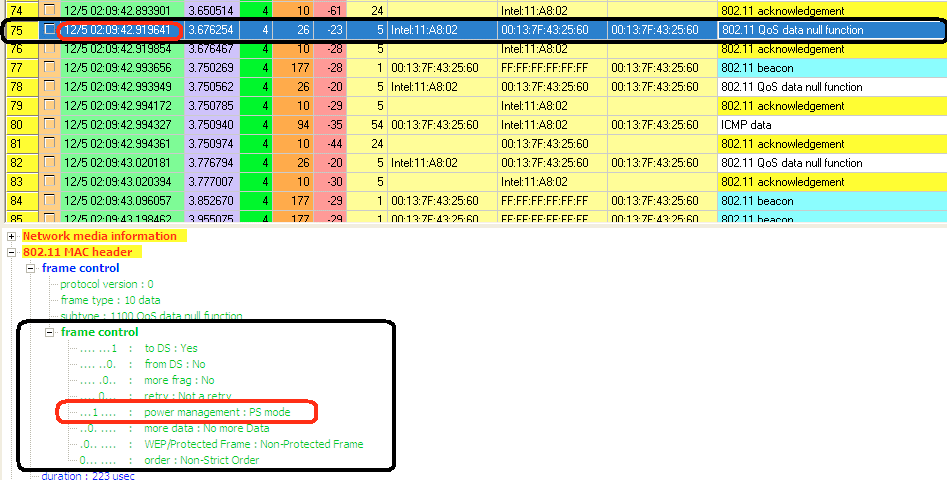 74 12/5 02:09:42.893901 3.650514 4 10 -61 24 Intel:11:A8:02 802.11 acknowledgement
75 12/5 02:09:42.919641 3.676254 4 26 -23 5 Intel:11:A8:02 00:13:7F:43:25:60 00:13:7F:43:25:60 802.11 QoS data null function
76 12/5 02:09:42.919854 3.676467 4 10 -28 5 Intel:11:A8:02 802.11 acknowledgement
77 12/5 02:09:42.993656 3.750269 4 177 -28 1 00:13:7F:43:25:60 FF:FF:FF:FF:FF:FF 00:13:7F:43:25:60 802.11 beacon
78 12/5 02:09:42.993949 3.750562 4 26 -20 5 Intel:11:A8:02 00:13:7F:43:25:60 00:13:7F:43:25:60 802.11 QoS data null function
79 12/5 02:09:42.994172 3.750785 4 10 -29 5 Intel:11:A8:02 802.11 acknowledgement
80 12/5 02:09:42.994327 3.750940 4 94 -35 54 00:13:7F:43:25:60 Intel:11:A8:02 00:13:7F:43:25:60 ICMP data
81 12/5 02:09:42.994361 3.750974 4 10 -44 24 00:13:7F:43:25:60 802.11 acknowledgement
82 12/5 02:09:43.020181 3.776794 4 26 -20 5 Intel:11:A8:02 00:13:7F:43:25:60 00:13:7F:43:25:60 802.11 QoS data null function
83 12/5 02:09:43.020394 3.777007 4 10 -30 5 Intel:11:A8:02 802.11 acknowledgement
84 12/5 02:09:43.096057 3.852670 4 177 -29 1 00:13:7F:43:25:60 FF:FF:FF:FF:FF:FF 00:13:7F:43:25:60 802.11 beacon
85 12/5 02:09:43.198462 3.955075 4 177 -29 1 00:13:7F:43:25:60 FF:FF:FF:FF:FF:FF 00:13:7F:43:25:60 802.11 beacon
Network media information
802.11 MAC header
frame control
protocol version : 0
frame type : 10 data
subtype : 1100 QoS data null function
frame control
.... ...1 : to DS : Yes
.... ..0. : from DS : No
.... .0.. : more frag : No
.... 0... : retry : Not a retry
...1 .... : power management : PS mode
..0. .... : more data : No more Data
.0.. .... : WEP/Protected Frame : Non-Protected Frame
0... .... : order : Non-Strict Order
duration : 223 usec